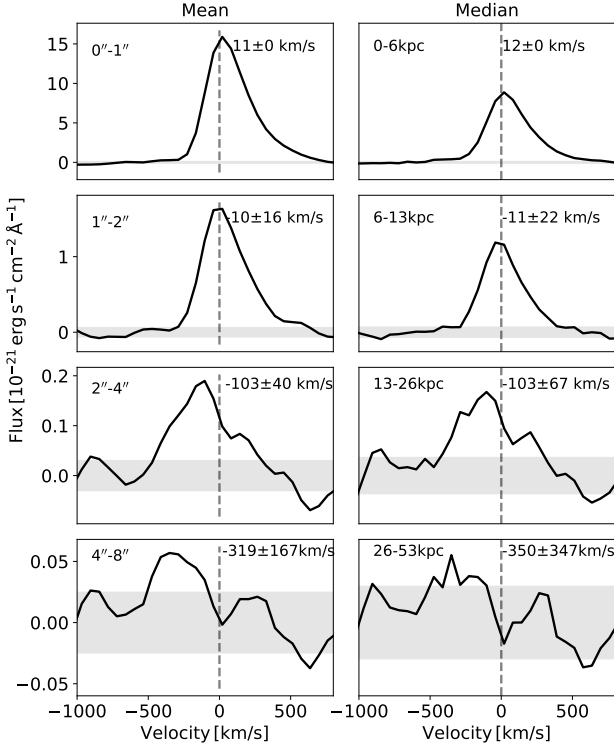 Mean
Median
0″-1″
11±0 km/s
0-6kpc
12±0 km/s
15
10
5
0
1″-2″
-10±16 km/s
6-13kpc
-11±22 km/s
1
0
Flux [10⁻²¹ erg s⁻¹ cm⁻² Å⁻¹]
2″-4″
-103±40 km/s
13-26kpc
-103±67 km/s
0.2
0.1
0.0
4″-8″
-319±167km/s
26-53kpc
-350±347km/s
0.05
0.00
−0.05
−1000 −500 0 500
−1000 −500 0 500
Velocity [km/s]
Velocity [km/s]